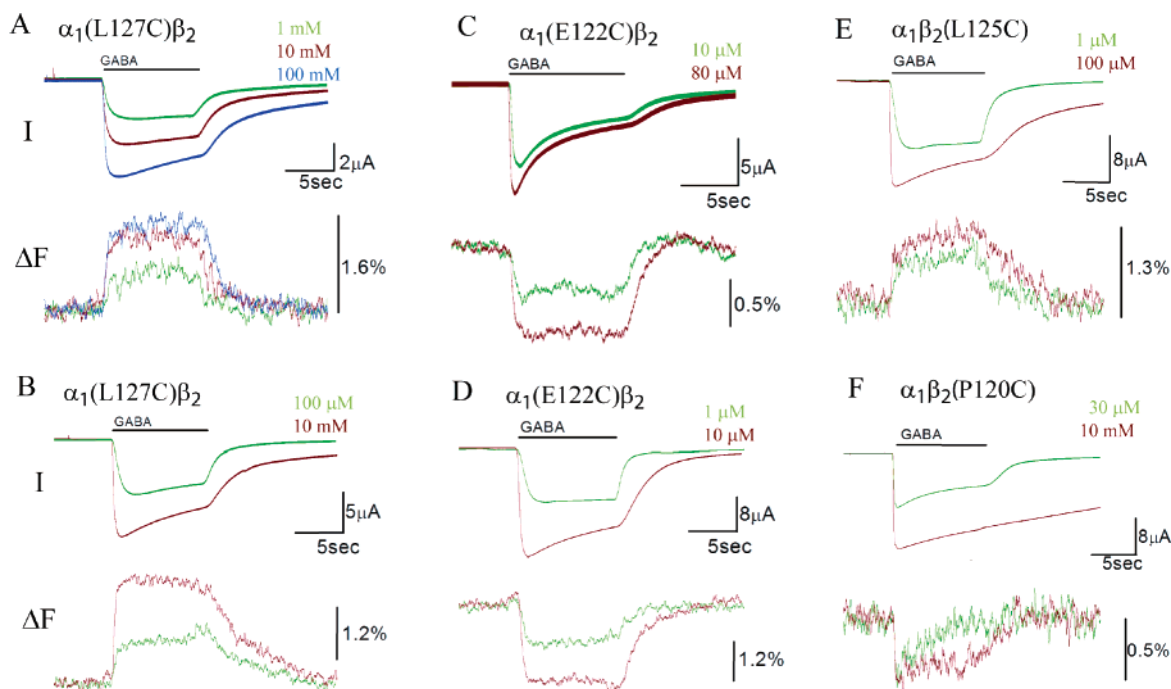 A
α1(L127C)β2
1 mM
10 mM
100 mM
GABA
I
2μA
5sec
ΔF
1.6%
B
α1(L127C)β2
100 μM
10 mM
GABA
I
5μA
5sec
ΔF
1.2%
C
α1(E122C)β2
10 μM
80 μM
GABA
5μA
5sec
0.5%
D
α1(E122C)β2
1 μM
10 μM
GABA
8μA
5sec
1.2%
E
α1β2(L125C)
1 μM
100 μM
GABA
8μA
5sec
1.3%
F
α1β2(P120C)
30 μM
10 mM
GABA
8μA
5sec
0.5%